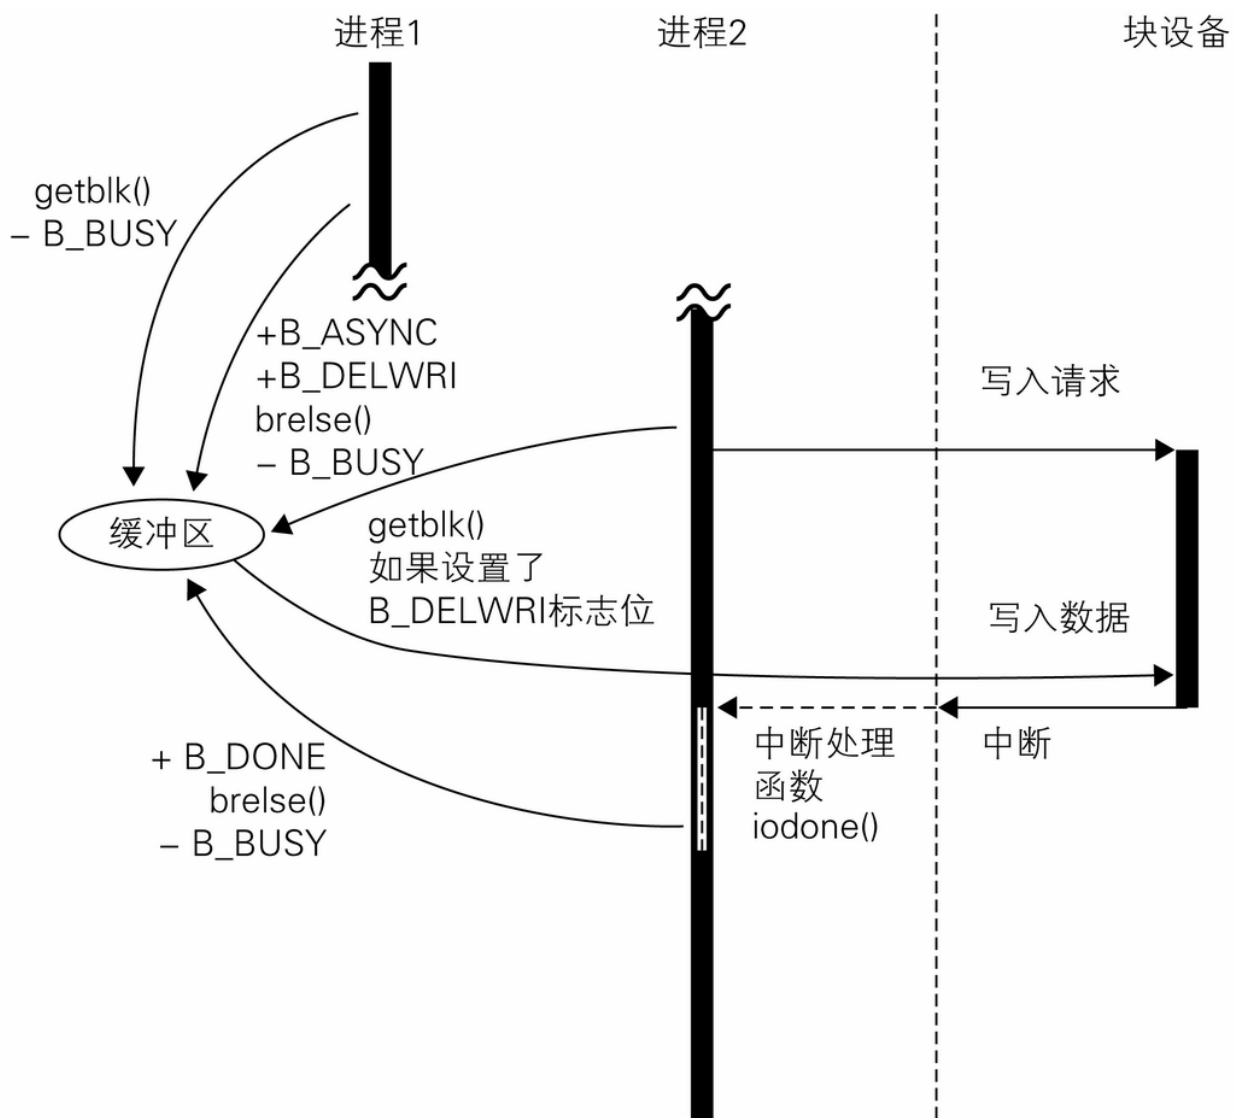 进程1
进程2
块设备
getblk()
– B_BUSY
+B_ASYNC
+B_DELWRI
brelse()
– B_BUSY
写入请求
缓冲区
getblk()
如果设置了
B_DELWRI标志位
写入数据
+ B_DONE
brelse()
– B_BUSY
中断处理
函数
iodone()
中断